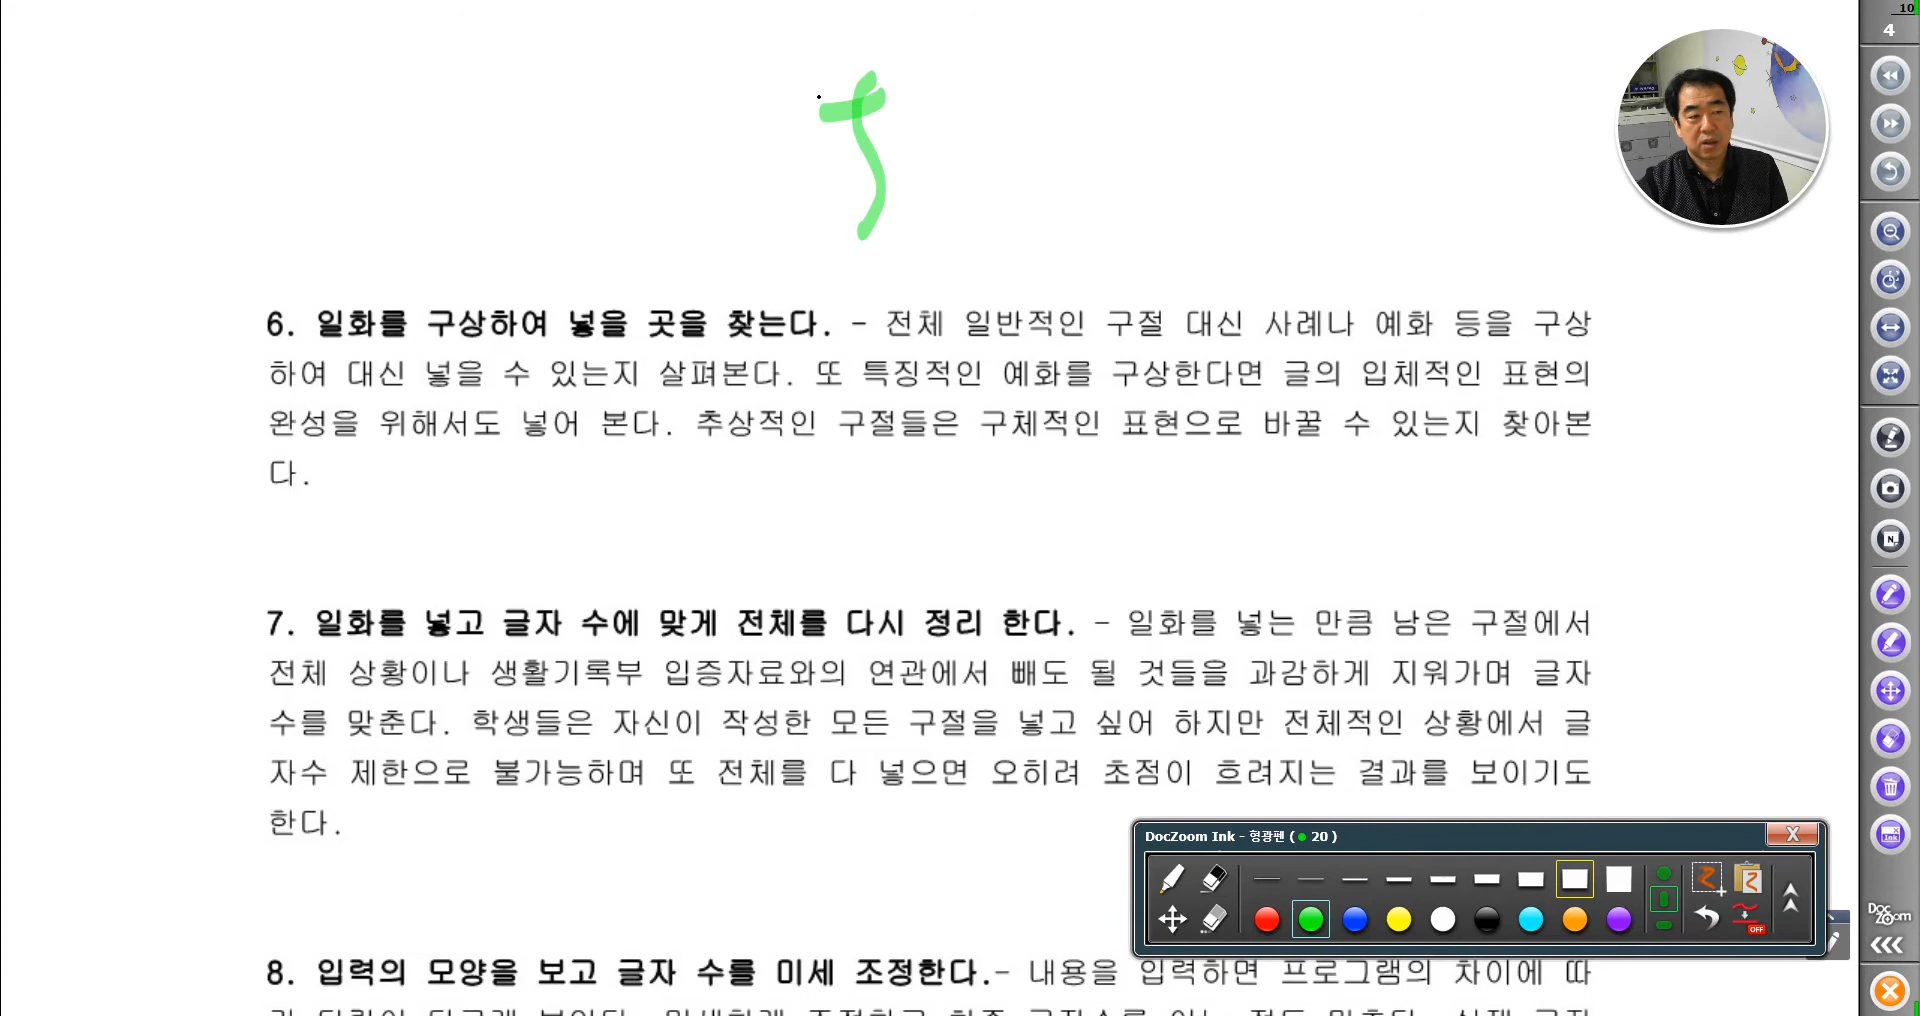 10
4
6. 일화를 구상하여 넣을 곳을 찾는다. - 전체 일반적인 구절 대신 사례나 예화 등을 구상
하여 대신 넣을 수 있는지 살펴본다. 또 특징적인 예화를 구상한다면 글의 입체적인 표현의
완성을 위해서도 넣어 본다. 추상적인 구절들은 구체적인 표현으로 바꿀 수 있는지 찾아본
다.
7. 일화를 넣고 글자 수에 맞게 전체를 다시 정리 한다. - 일화를 넣는 만큼 남은 구절에서
전체 상황이나 생활기록부 입증자료와의 연관에서 빼도 될 것들을 과감하게 지워가며 글자
수를 맞춘다. 학생들은 자신이 작성한 모든 구절을 넣고 싶어 하지만 전체적인 상황에서 글
자수 제한으로 불가능하며 또 전체를 다 넣으면 오히려 초점이 흐려지는 결과를 보이기도
한다.
DocZoom Ink - 형광펜 ( 20 )
OFF
Doc Zoom
8. 입력의 모양을 보고 글자 수를 미세 조정한다.- 내용을 입력하면 프로그램의 차이에 따